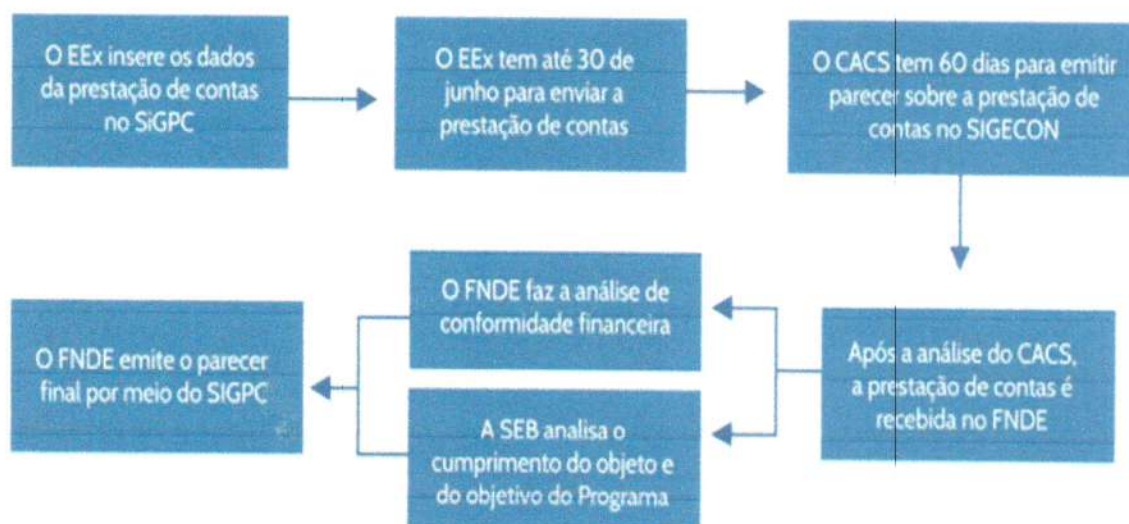 O EEx insere os dados
da prestação de contas
no SiGPC
O EEx tem até 30 de
junho para enviar a
prestação de contas
O CACS tem 60 dias para emitir
parecer sobre a prestação de
contas no SIGECON
Após a análise do CACS,
a prestação de contas é
recebida no FNDE
O FNDE faz a análise de
conformidade financeira
A SEB analisa o
cumprimento do objeto e
do objetivo do Programa
O FNDE emite o parecer
final por meio do SIGPC